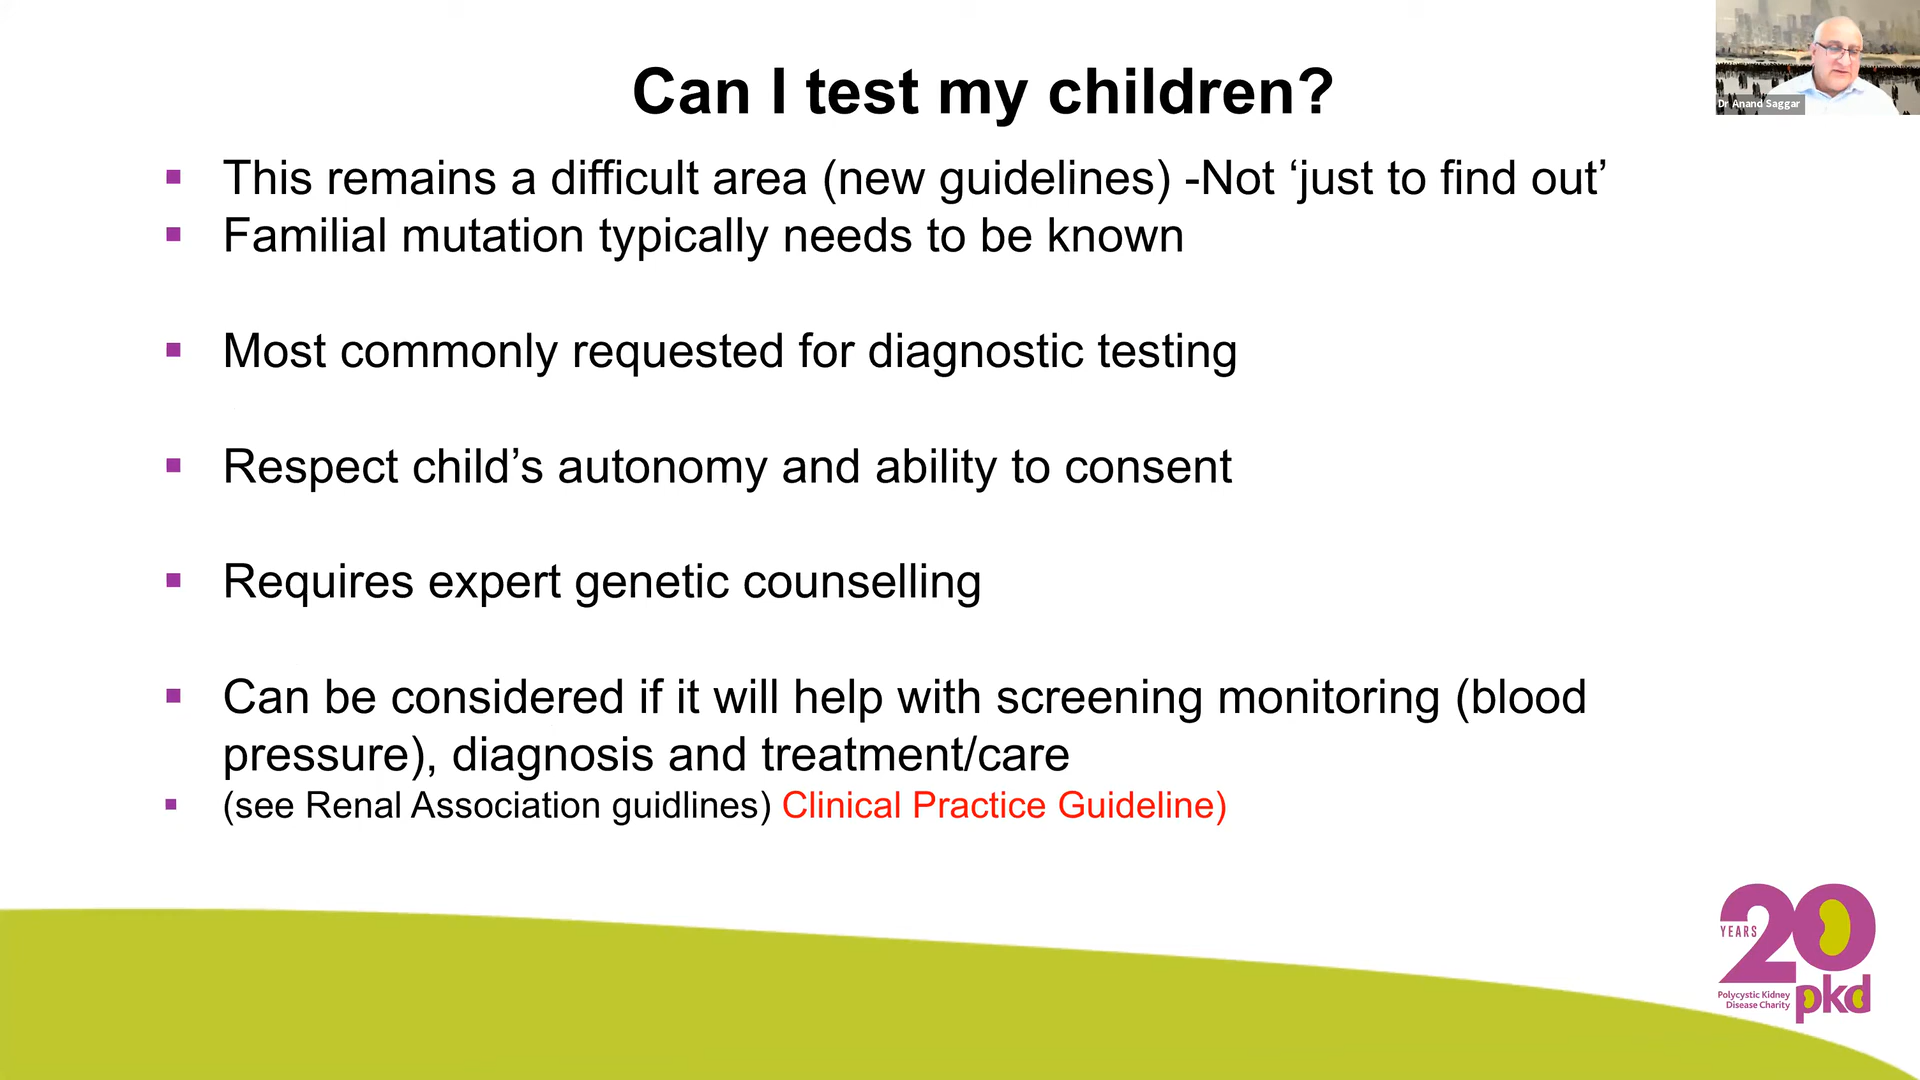 Can I test my children?
Dr Anand Saggar
▪ This remains a difficult area (new guidelines) -Not ‘just to find out’
▪ Familial mutation typically needs to be known
▪ Most commonly requested for diagnostic testing
▪ Respect child’s autonomy and ability to consent
▪ Requires expert genetic counselling
▪ Can be considered if it will help with screening monitoring (blood
pressure), diagnosis and treatment/care
▪ (see Renal Association guidlines) Clinical Practice Guideline)
20
YEARS
Polycystic Kidney
Disease Charity
pkd